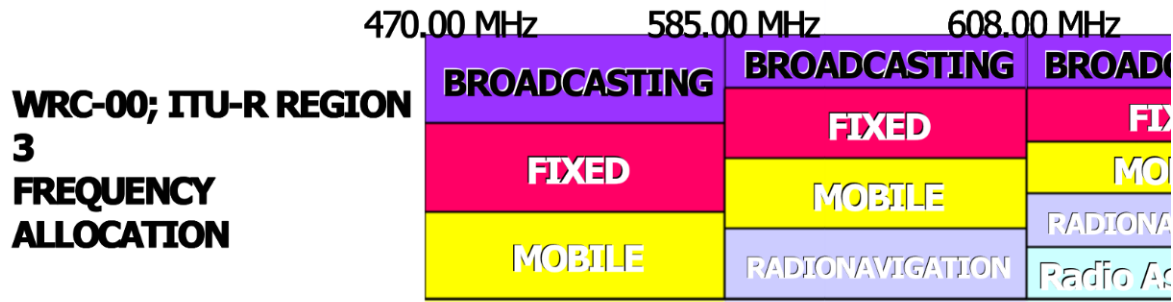 470.00 MHz 585.00 MHz 608.00 MHz
WRC-00; ITU-R REGION
3
FREQUENCY
ALLOCATION
BROADCASTING
FIXED
MOBILE
BROADCASTING
FIXED
MOBILE
RADIONAVIGATION
Radio